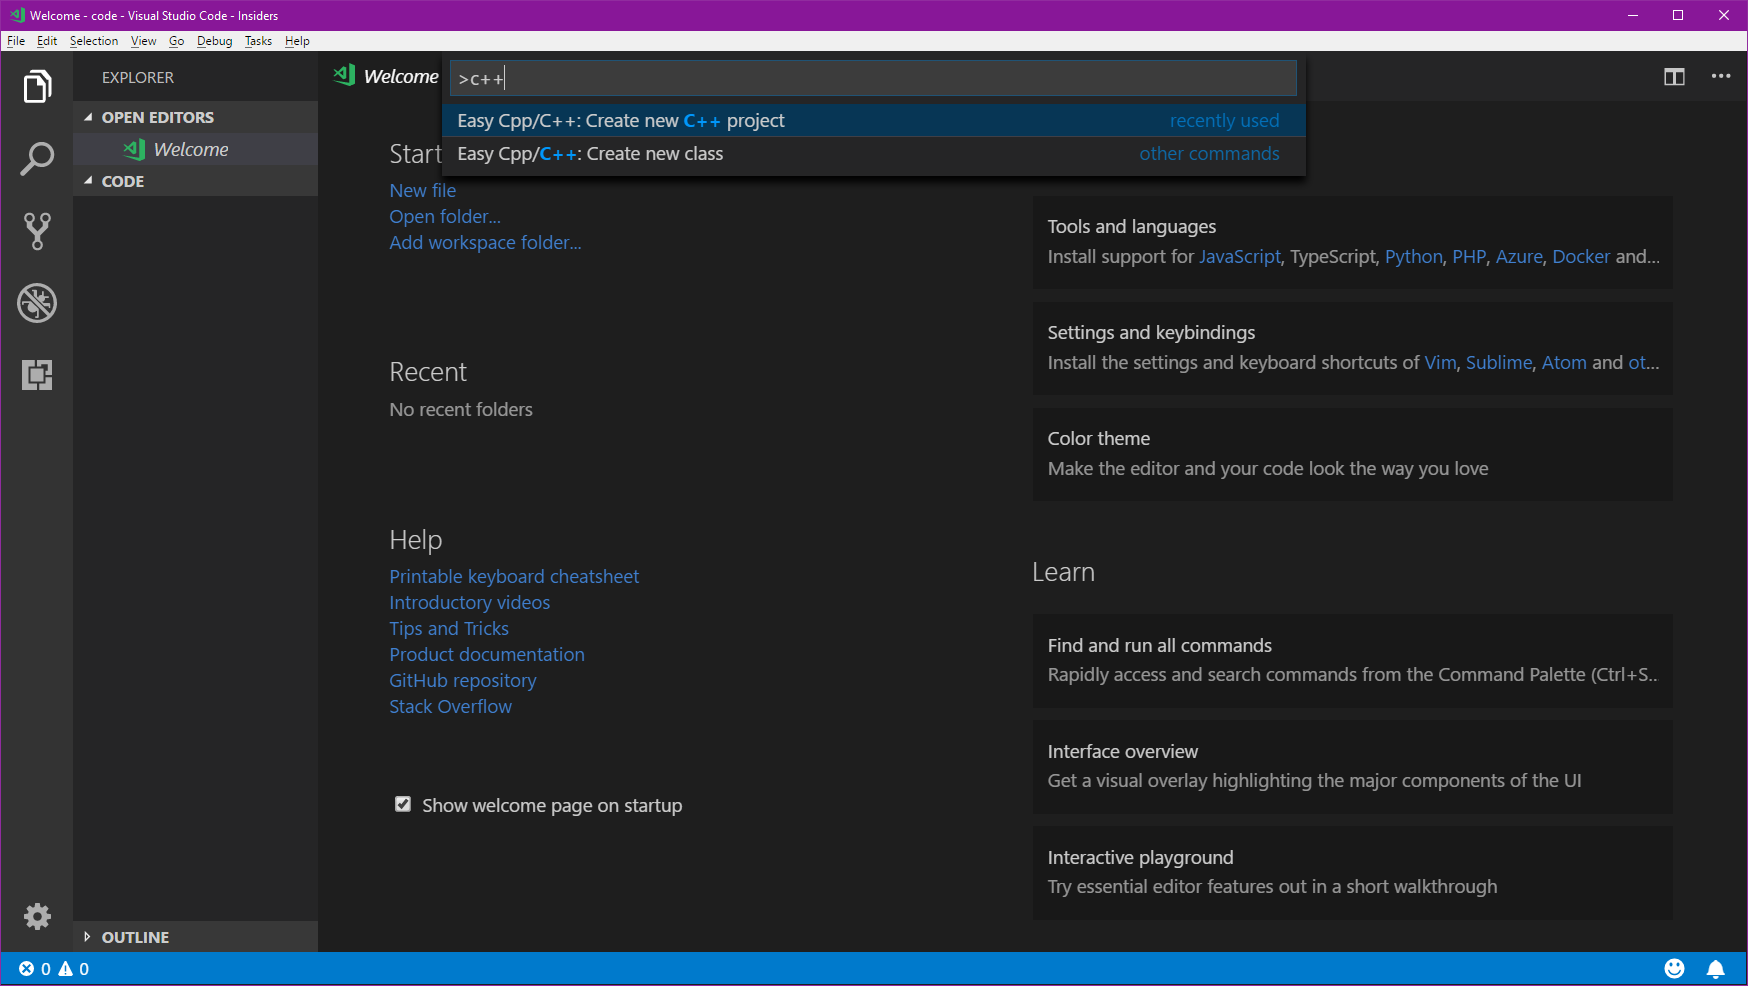 Welcome - code - Visual Studio Code - Insiders
File Edit Selection View Go Debug Tasks Help
EXPLORER
OPEN EDITORS
Welcome
CODE
OUTLINE
Welcome
>c++
Easy Cpp/C++: Create new C++ project recently used
Easy Cpp/C++: Create new class other commands
Start
New file
Open folder...
Add workspace folder...
Recent
No recent folders
Help
Printable keyboard cheatsheet
Introductory videos
Tips and Tricks
Product documentation
GitHub repository
Stack Overflow
Show welcome page on startup
Tools and languages
Install support for JavaScript, TypeScript, Python, PHP, Azure, Docker and...
Settings and keybindings
Install the settings and keyboard shortcuts of Vim, Sublime, Atom and ot...
Color theme
Make the editor and your code look the way you love
Learn
Find and run all commands
Rapidly access and search commands from the Command Palette (Ctrl+S...
Interface overview
Get a visual overlay highlighting the major components of the UI
Interactive playground
Try essential editor features out in a short walkthrough
0 0